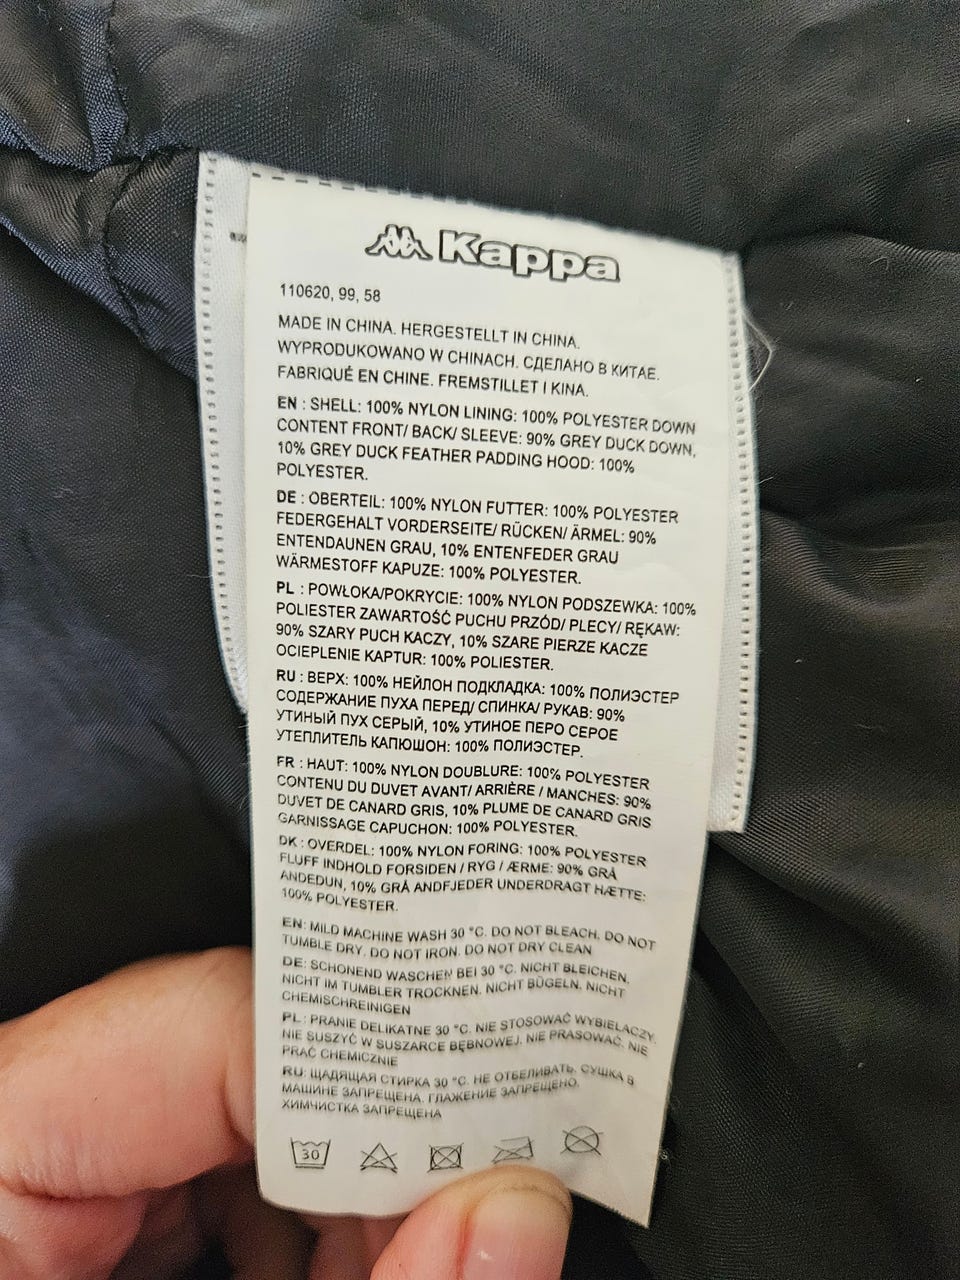 Kappa
110620, 99, 58
MADE IN CHINA. HERGESTELLT IN CHINA.
WYPRODUKOWANO W CHINACH. СДЕЛАНО В КИТАЕ.
FABRIQUÉ EN CHINE. FREMSTILLET I KINA.
EN : SHELL: 100% NYLON LINING: 100% POLYESTER DOWN
CONTENT FRONT/ BACK/ SLEEVE: 90% GREY DUCK DOWN,
10% GREY DUCK FEATHER PADDING HOOD: 100%
POLYESTER.
DE : OBERTEIL: 100% NYLON FUTTER: 100% POLYESTER
FEDERGEHALT VORDERSEITE/ RÜCKEN/ ÄRMEL: 90%
ENTENDAUNEN GRAU, 10% ENTENFEDER GRAU
WÄRMESTOFF KAPUZE: 100% POLYESTER.
PL : POWŁOKA/POKRYCIE: 100% NYLON PODSZEWKA: 100%
POLIESTER ZAWARTOŚĆ PUCHU PRZÓD/ PLECY/ RĘKAW:
90% SZARY PUCH KACZY, 10% SZARE PIERZE KACZE
OCIEPLENIE KAPTUR: 100% POLIESTER.
RU : ВЕРХ: 100% НЕЙЛОН ПОДКЛАДКА: 100% ПОЛИЭСТЕР
СОДЕРЖАНИЕ ПУХА ПЕРЕД/ СПИНКА/ РУКАВ: 90%
УТИНЫЙ ПУХ СЕРЫЙ, 10% УТИНОЕ ПЕРО СЕРОЕ
УТЕПЛИТЕЛЬ КАПЮШОН: 100% ПОЛИЭСТЕР.
FR : HAUT: 100% NYLON DOUBLURE: 100% POLYESTER
CONTENU DU DUVET AVANT/ ARRIÈRE / MANCHES: 90%
DUVET DE CANARD GRIS, 10% PLUME DE CANARD GRIS
GARNISSAGE CAPUCHON: 100% POLYESTER.
DK : OVERDEL: 100% NYLON FORING: 100% POLYESTER
FLUFF INDHOLD FORSIDEN / RYG / ÆRME: 90% GRÅ
ANDEDUN, 10% GRÅ ANDFJEDER UNDERDRAGT HÆTTE:
100% POLYESTER.
EN: MILD MACHINE WASH 30 °C. DO NOT BLEACH. DO NOT
TUMBLE DRY. DO NOT IRON. DO NOT DRY CLEAN
DE: SCHONEND WASCHEN BEI 30 °C. NICHT BLEICHEN.
NICHT IM TUMBLER TROCKNEN. NICHT BÜGELN. NICHT
CHEMISCHREINIGEN
PL: PRANIE DELIKATNE 30 °C. NIE STOSOWAĆ WYBIELACZY.
NIE SUSZYĆ W SUSZARCE BĘBNOWEJ. NIE PRASOWAĆ. NIE
PRAĆ CHEMICZNIE
RU: ЩАДЯЩАЯ СТИРКА 30 °C. НЕ ОТБЕЛИВАТЬ. СУШКА В
МАШИНЕ ЗАПРЕЩЕНА. ГЛАЖЕНИЕ ЗАПРЕЩЕНО.
ХИМЧИСТКА ЗАПРЕЩЕНА
30